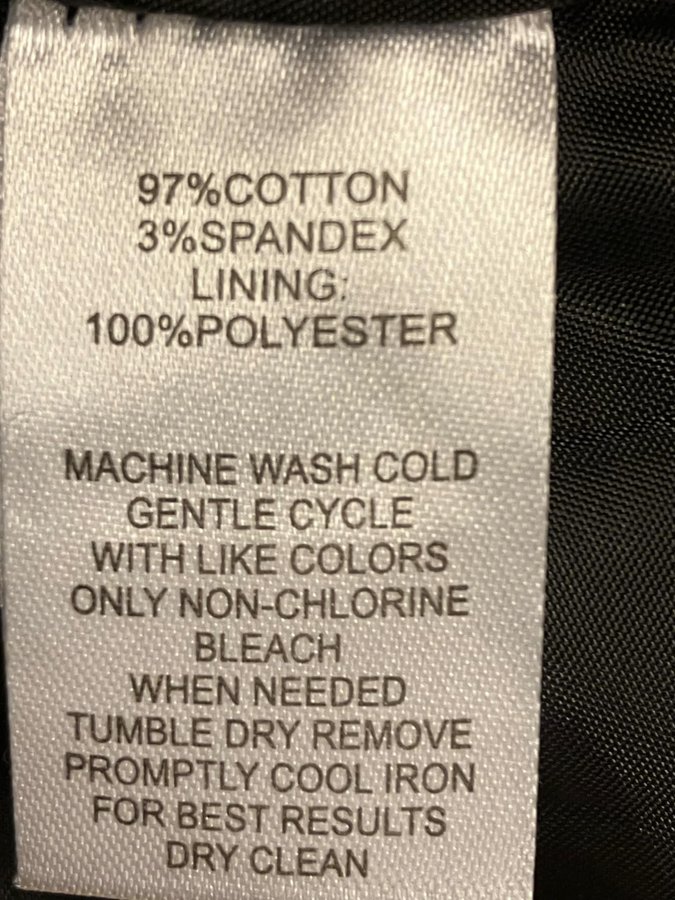 97%COTTON
3%SPANDEX
LINING:
100%POLYESTER
MACHINE WASH COLD
GENTLE CYCLE
WITH LIKE COLORS
ONLY NON-CHLORINE
BLEACH
WHEN NEEDED
TUMBLE DRY REMOVE
PROMPTLY COOL IRON
FOR BEST RESULTS
DRY CLEAN